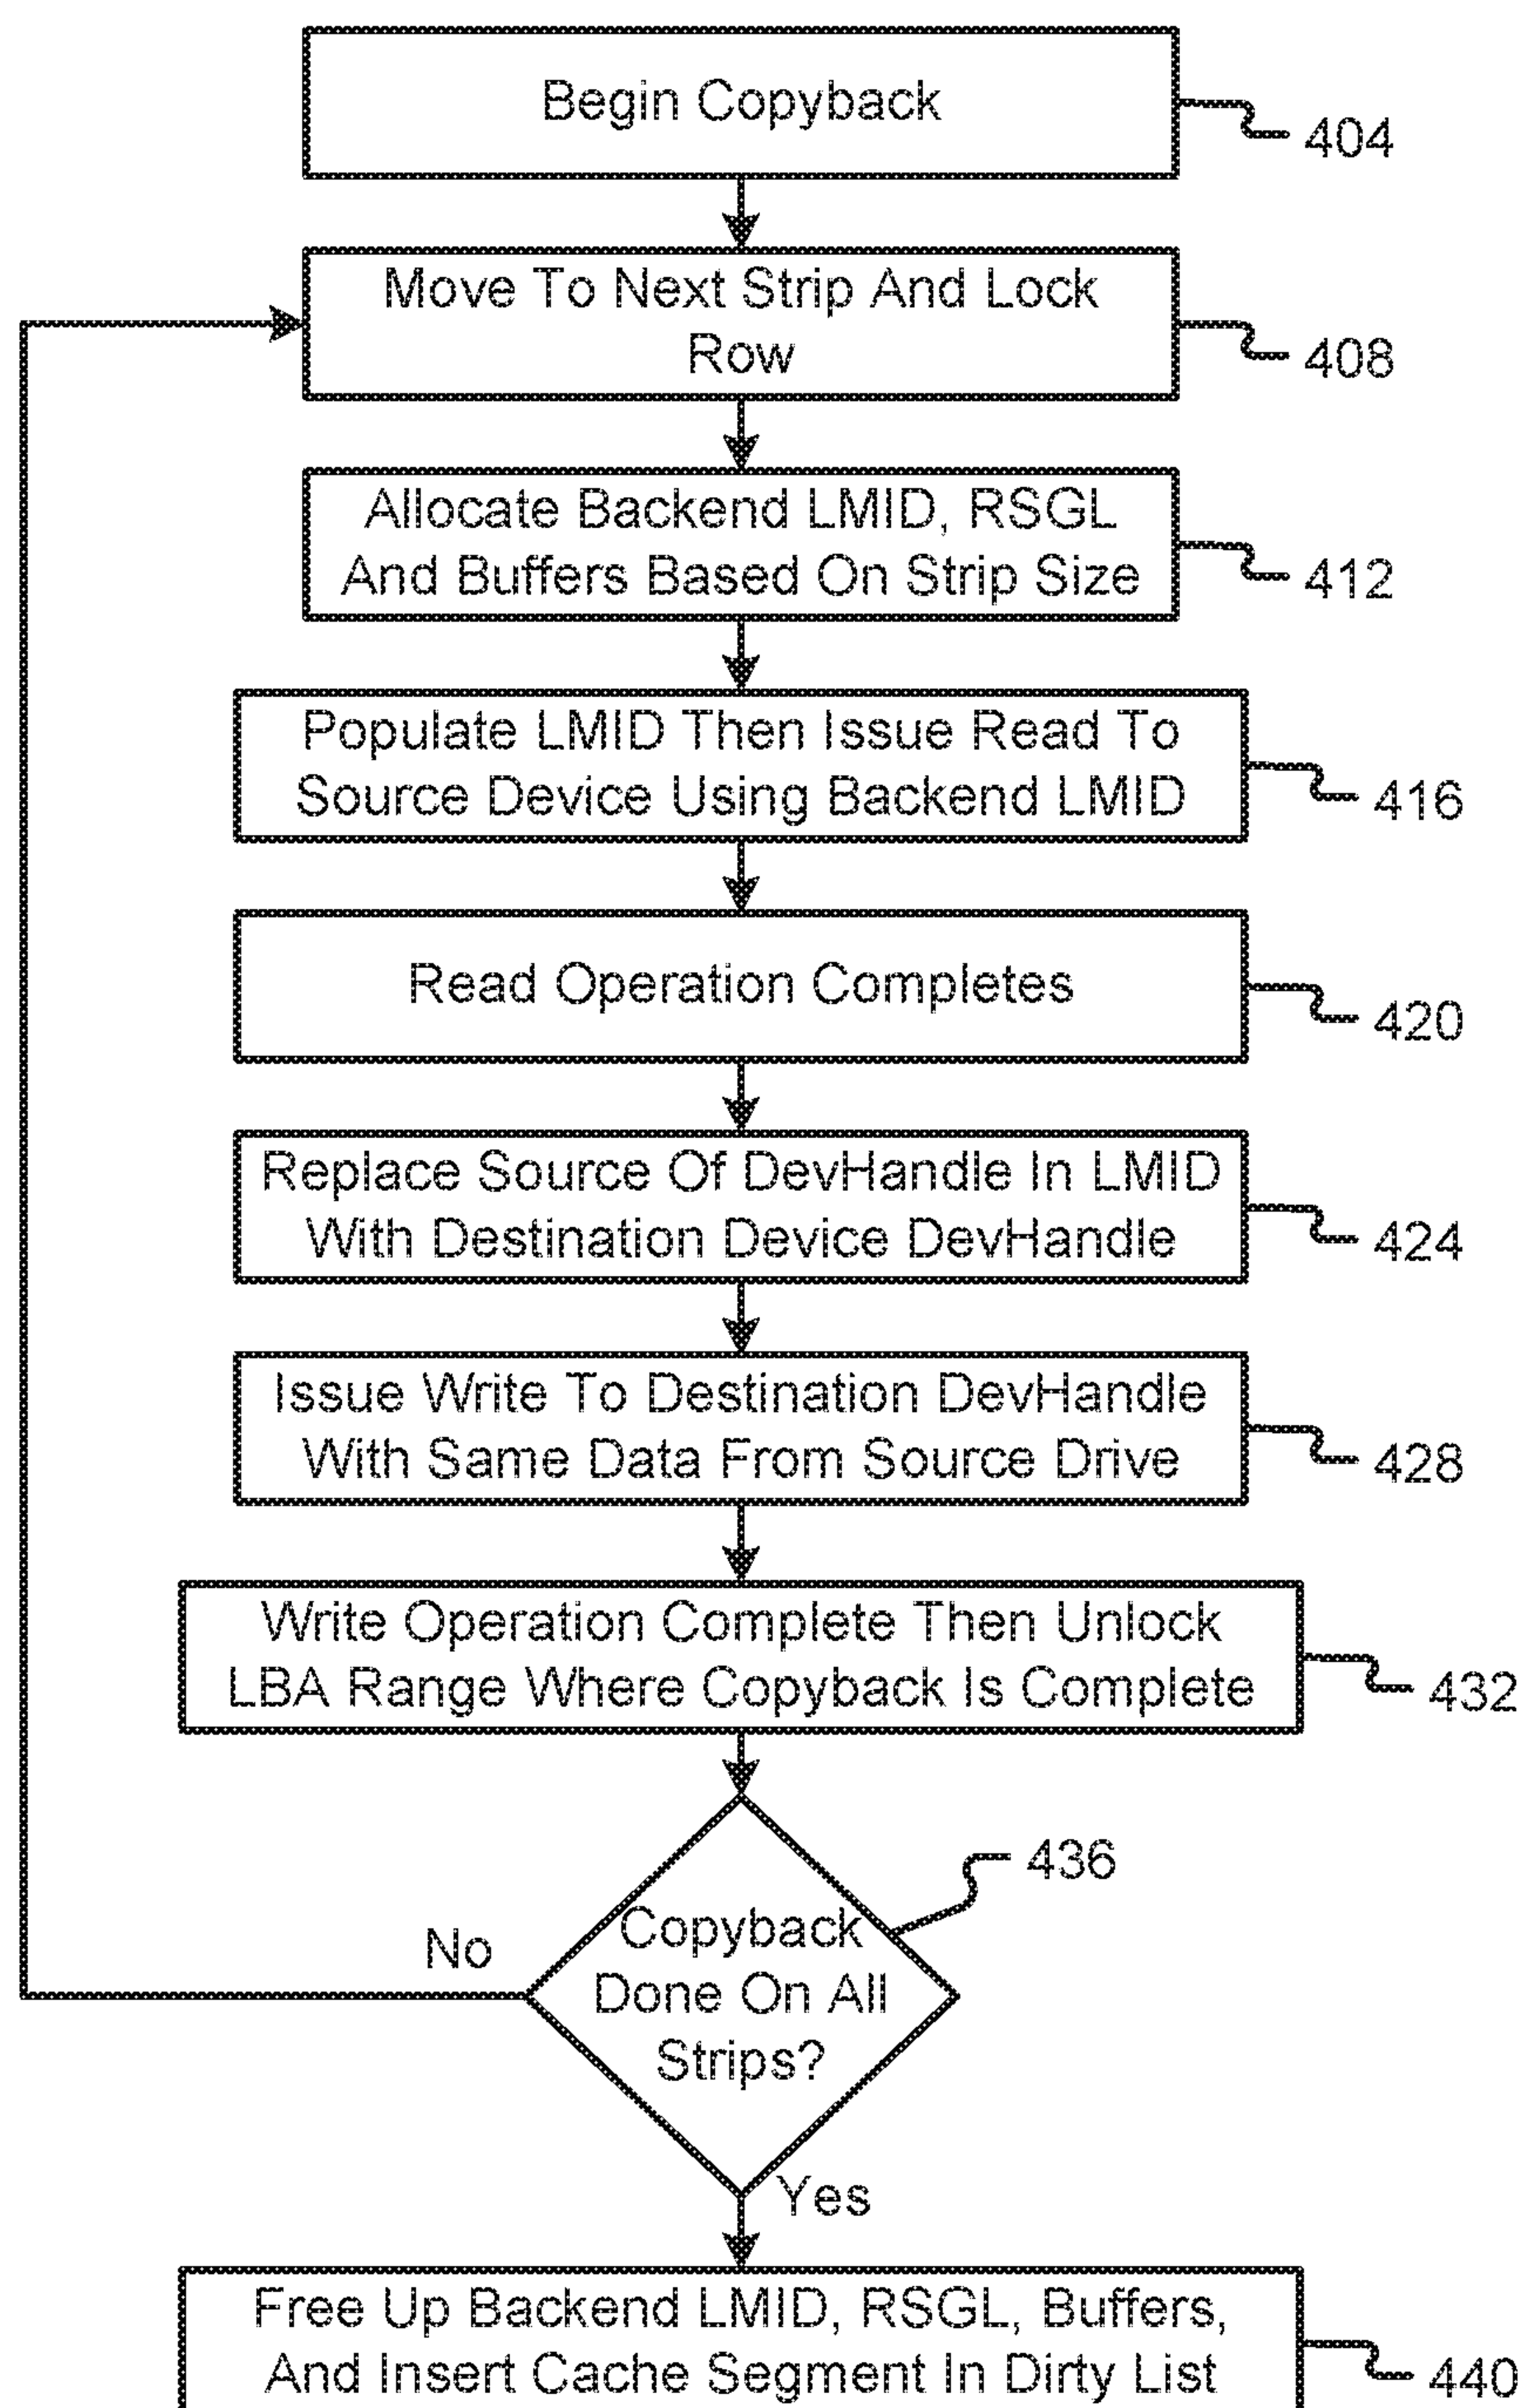 Begin Copyback
404
Move To Next Strip And Lock
Row
408
Allocate Backend LMID, RSGL
And Buffers Based On Strip Size
412
Populate LMID Then Issue Read To
Source Device Using Backend LMID
416
Read Operation Completes
420
Replace Source Of DevHandle In LMID
With Destination Device DevHandle
424
Issue Write To Destination DevHandle
With Same Data From Source Drive
428
Write Operation Complete Then Unlock
LBA Range Where Copyback Is Complete
432
436
No
Copyback
Done On All
Strips?
Yes
Free Up Backend LMID, RSGL, Buffers,
And Insert Cache Segment In Dirty List
440